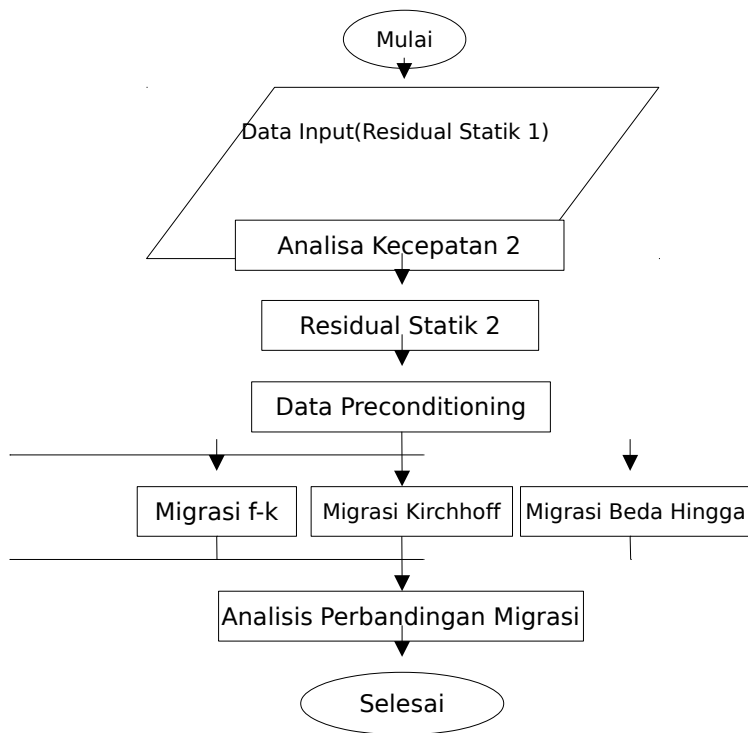 Mulai
Data Input(Residual Statik 1)
Analisa Kecepatan 2
Residual Statik 2
Data Preconditioning
Migrasi f-k
Migrasi Kirchhoff
Migrasi Beda Hingga
Analisis Perbandingan Migrasi
Selesai